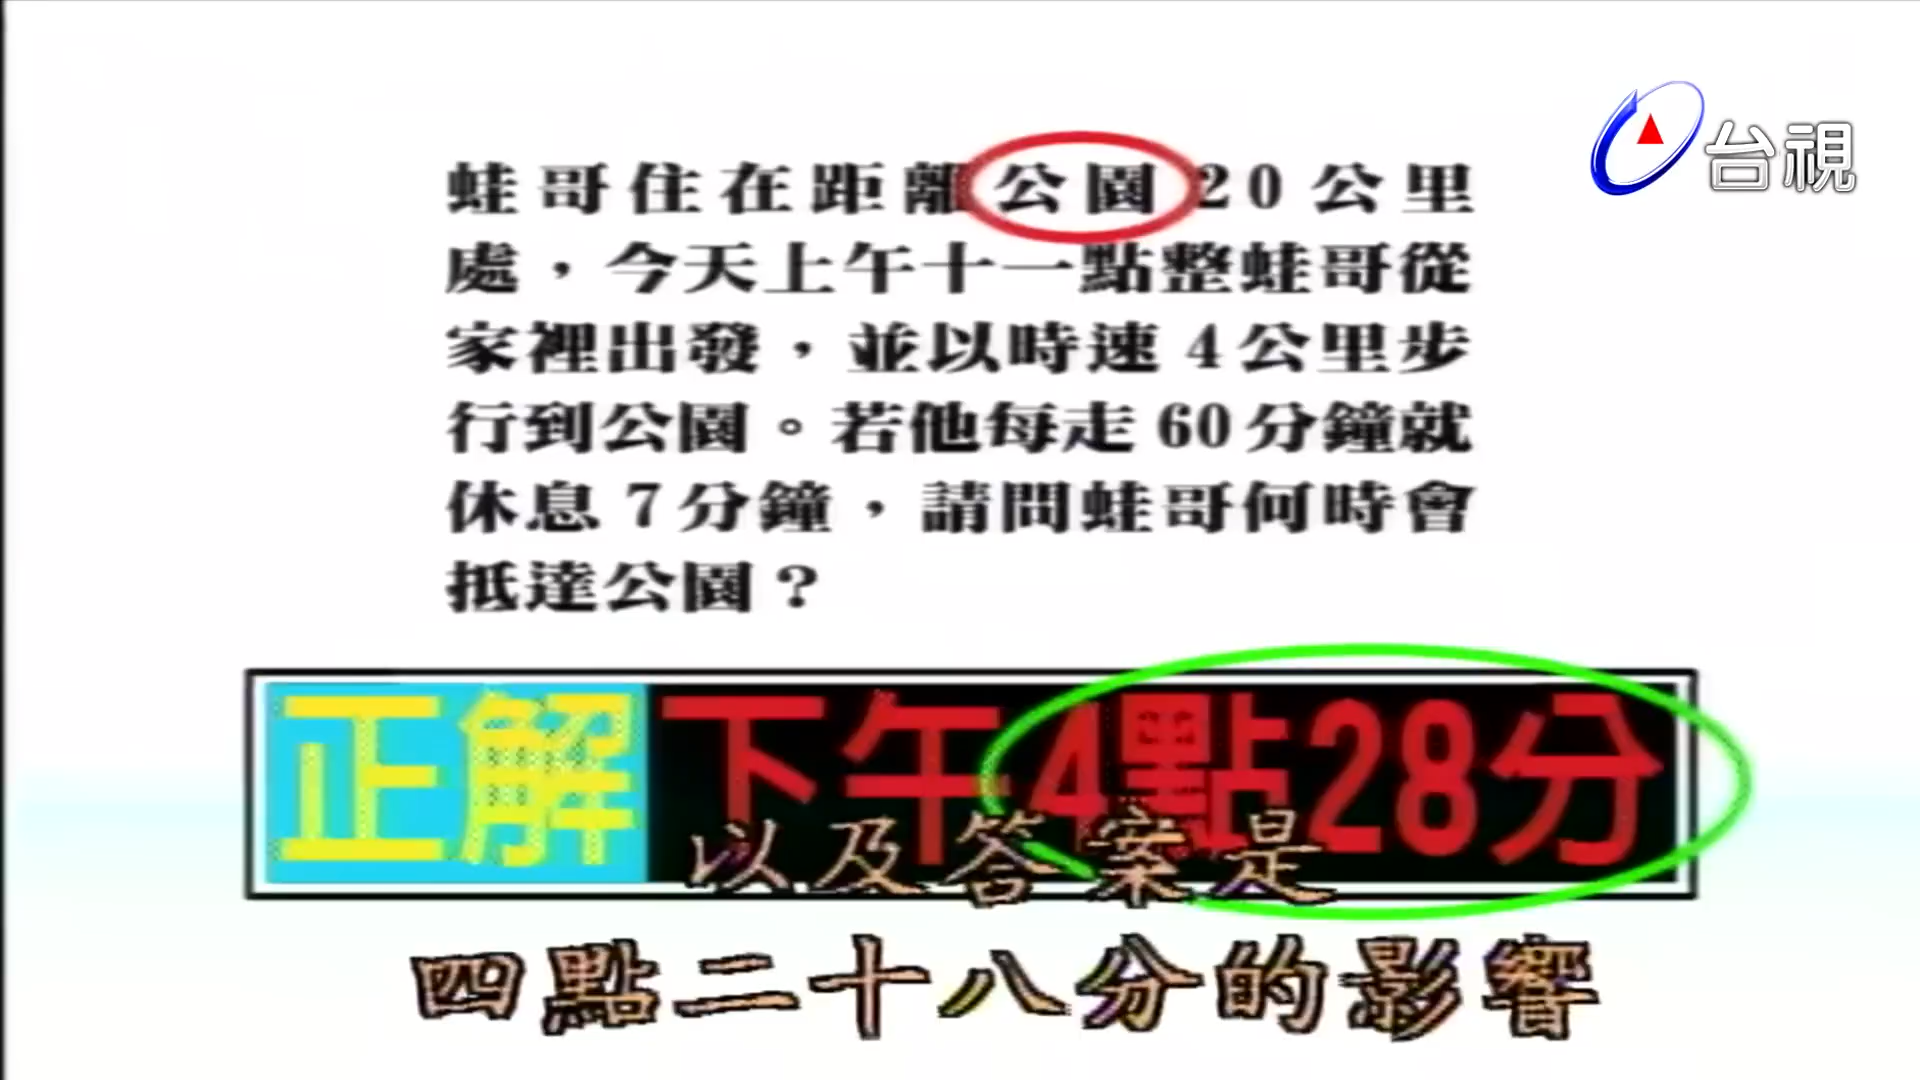 台視
蛙哥住在距離公園20公里
處，今天上午十一點整蛙哥從
家裡出發，並以時速4公里步
行到公園。若他每走60分鐘就
休息7分鐘，請問蛙哥何時會
抵達公園？
正解 下午4點28分
以及答案是
四點二十八分的影響